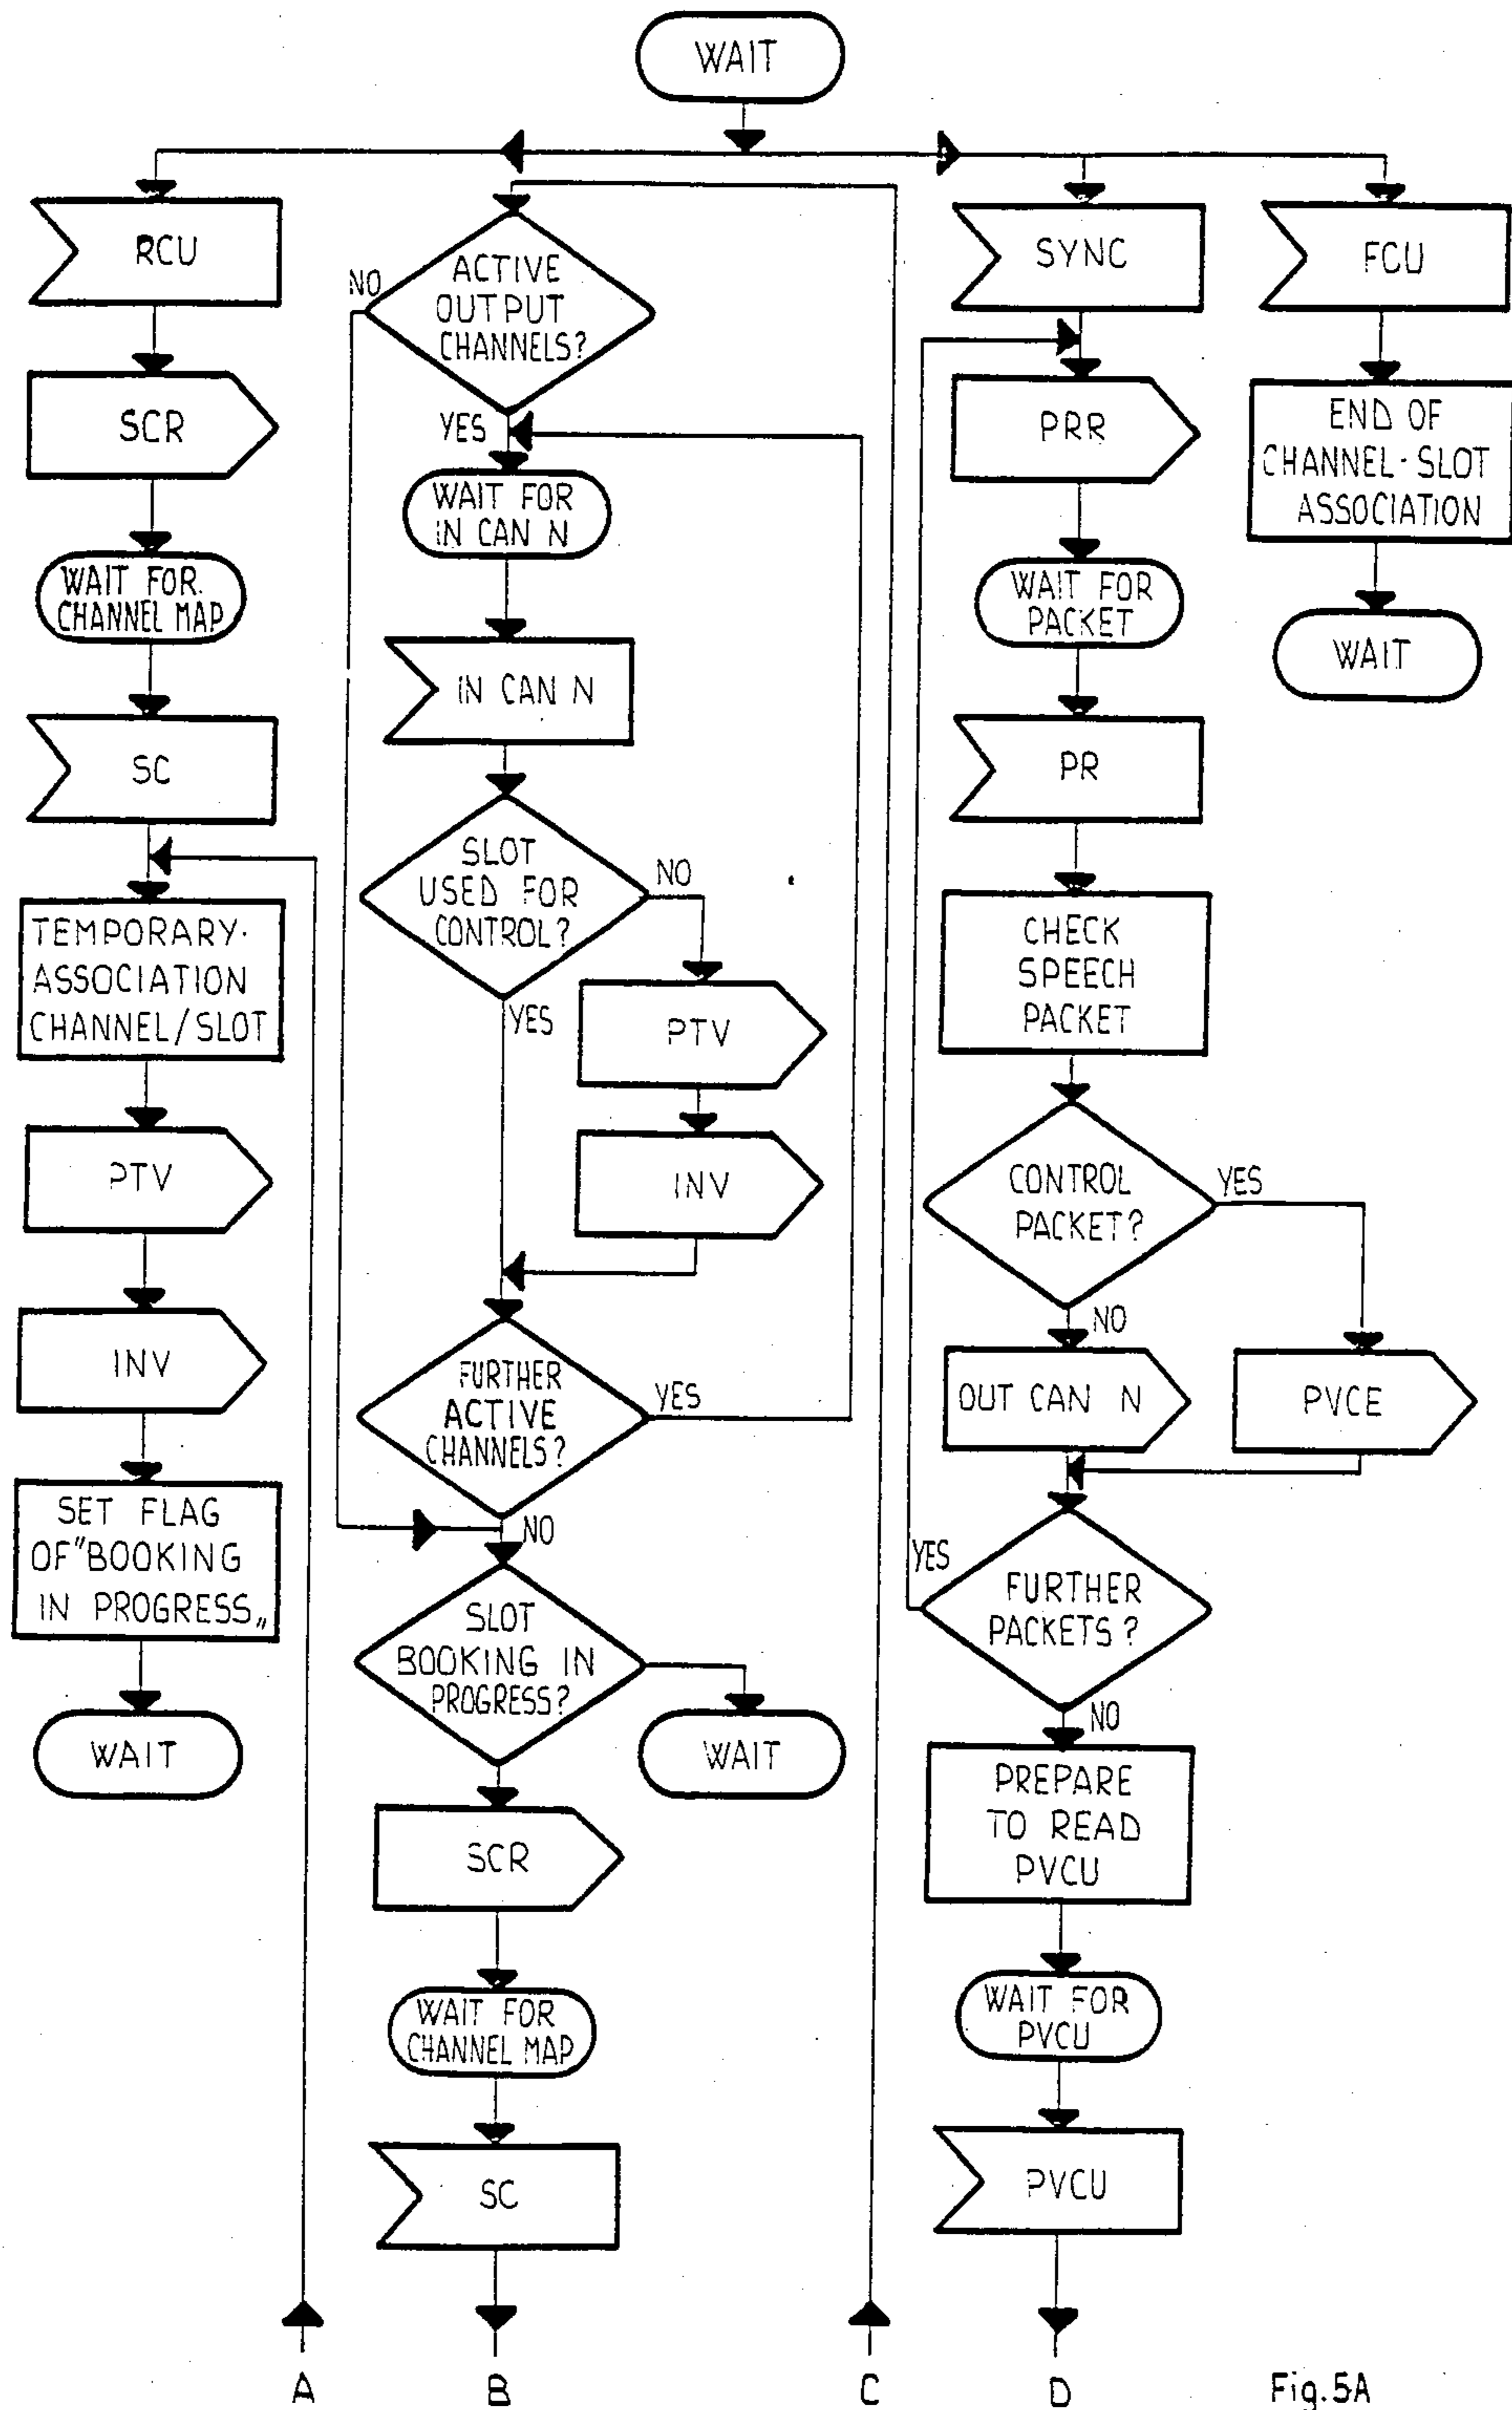 WAIT
RCU
SCR
WAIT FOR.
CHANNEL MAP
SC
TEMPORARY·
ASSOCIATION
CHANNEL/SLOT
PTV
INV
SET FLAG
OF"BOOKING
IN PROGRESS„
WAIT
A
ACTIVE
OUTPUT
CHANNELS?
NO
YES
WAIT FOR
IN CAN N
IN CAN N
SLOT
USED FOR
CONTROL?
NO
YES
PTV
INV
FURTHER
ACTIVE
CHANNELS?
YES
NO
SLOT
BOOKING IN
PROGRESS?
WAIT
SCR
WAIT FOR
CHANNEL MAP
SC
B
C
SYNC
PRR
WAIT FOR
PACKET
PR
CHECK
SPEECH
PACKET
CONTROL
PACKET?
YES
NO
OUT CAN N
PVCE
FURTHER
PACKETS?
YES
NO
PREPARE
TO READ
PVCU
WAIT FOR
PVCU
PVCU
D
FCU
END OF
CHANNEL·SLOT
ASSOCIATION
WAIT
Fig.5A